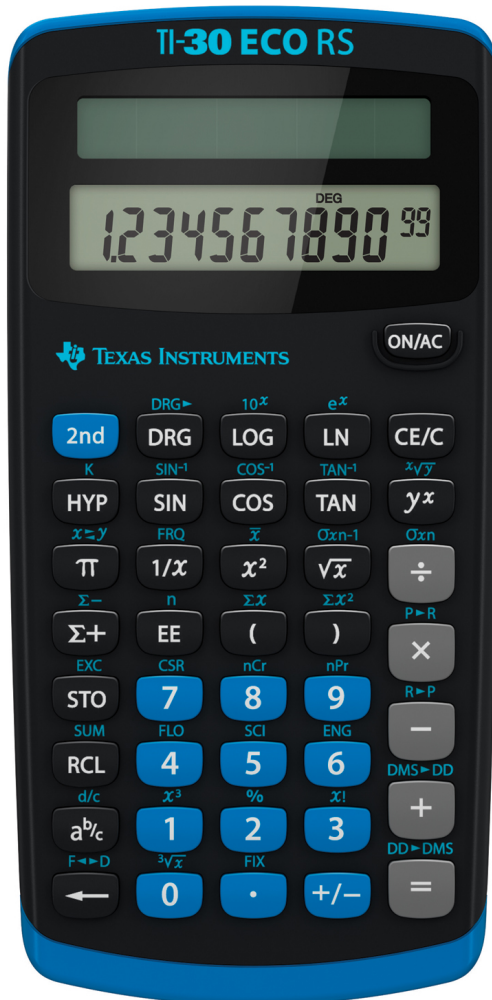 TI-30 ECO RS
DEG
1.234567890 99
ON/AC
TEXAS INSTRUMENTS
DRG► 10ˣ eˣ
2nd DRG LOG LN CE/C
K SIN⁻¹ COS⁻¹ TAN⁻¹ ˣ√y
HYP SIN COS TAN yˣ
x⇆y FRQ x̅ σxn-1 σxn
π 1/x x² √x ÷
Σ− n Σx Σx² P►R
Σ+ EE ( ) ×
EXC CSR nCr nPr R►P
STO 7 8 9 −
SUM FLO SCI ENG DMS►DD
RCL 4 5 6 +
d/c x³ % x! DD►DMS
aᵇ/c 1 2 3 =
F◄►D ³√x FIX
← 0 . +/−